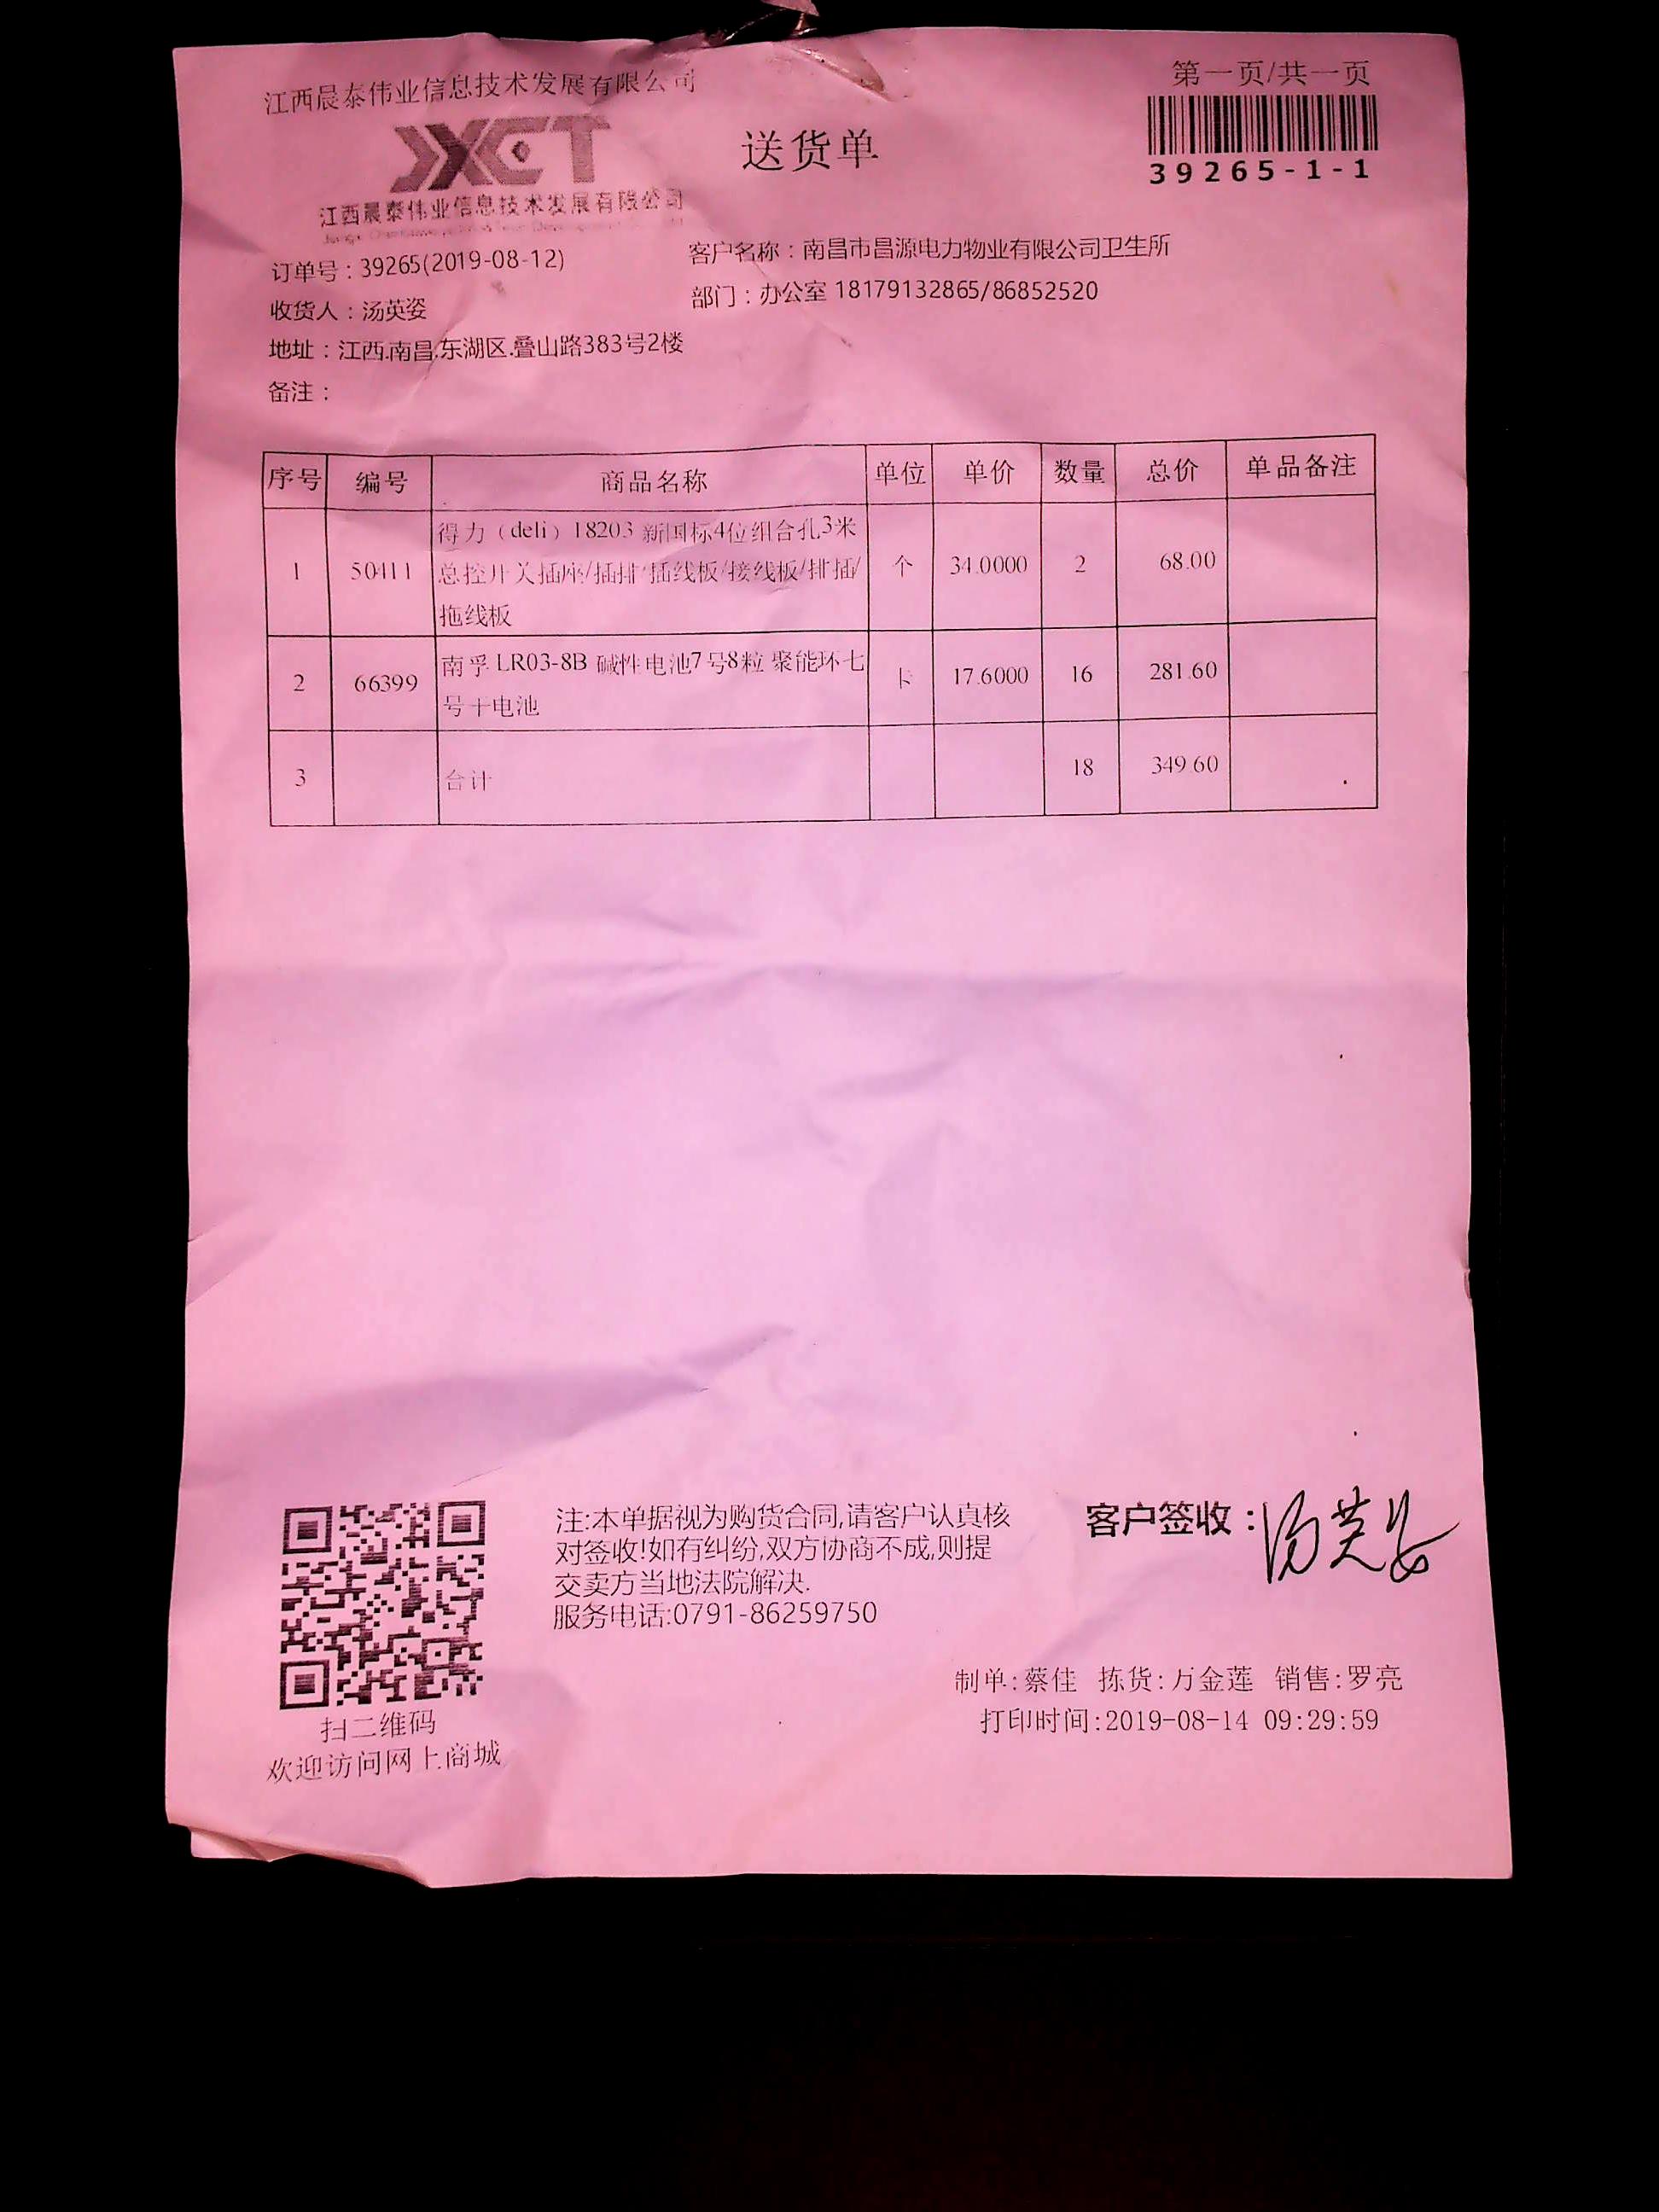 江西晨泰伟业信息技术发展有限公司
第一页/共一页
JXCT
送货单
39265-1-1
江西晨泰伟业信息技术发展有限公司
订单号：39265(2019-08-12)
客户名称：南昌市昌源电力物业有限公司卫生所
收货人：汤英姿
部门：办公室 18179132865/86852520
地址：江西.南昌.东湖区.叠山路383号2楼
备注：
序号 编号 商品名称 单位 单价 数量 总价 单品备注
得力（deli）18203 新国标4位组合孔3米
1 50411 总控开关插座/插排/插线板/接线板/排插/ 个 34.0000 2 68.00
拖线板
南孚 LR03-8B 碱性电池7号8粒 聚能环七
2 66399 卡 17.6000 16 281.60
号干电池
3 合计 18 349.60
注:本单据视为购货合同,请客户认真核
对签收!如有纠纷,双方协商不成,则提
交卖方当地法院解决.
服务电话:0791-86259750
客户签收：汤英姿
制单:蔡佳 拣货:万金莲 销售:罗亮
打印时间:2019-08-14 09:29:59
扫二维码
欢迎访问网上商城